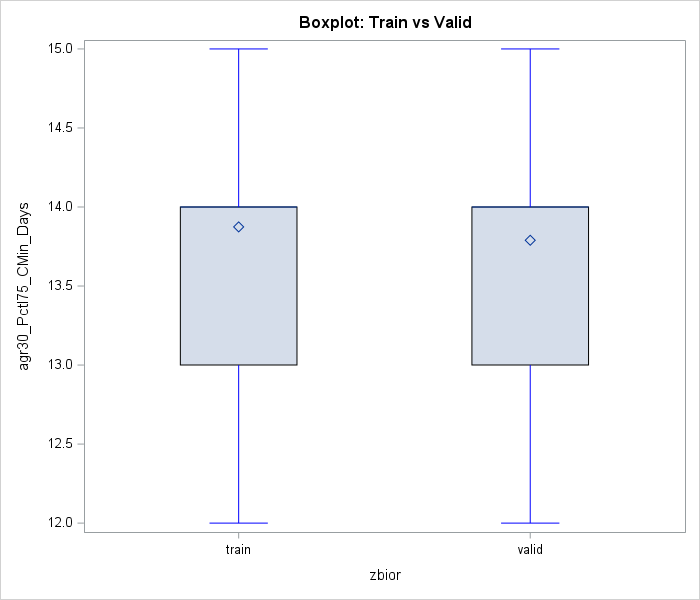 Boxplot: Train vs Valid
15.0
14.5
14.0
13.5
13.0
12.5
12.0
agr30_Pctl75_CMin_Days
train
valid
zbior